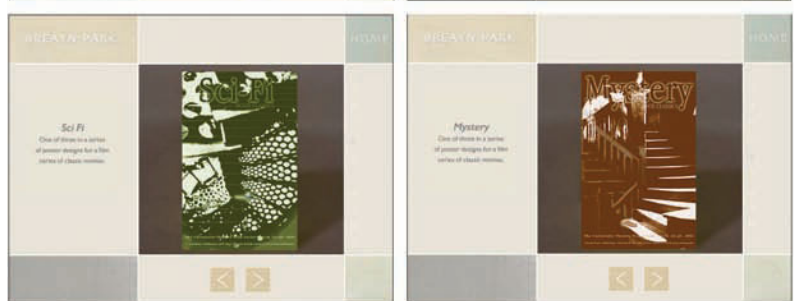 BREAYN PARK
HOME
Sci-Fi
Sci Fi
One of three in a series
of poster designs for a film
series of classic movies.
< >
BREAYN PARK
HOME
Mystery
Mystery
One of three in a series
of poster designs for a film
series of classic movies.
< >